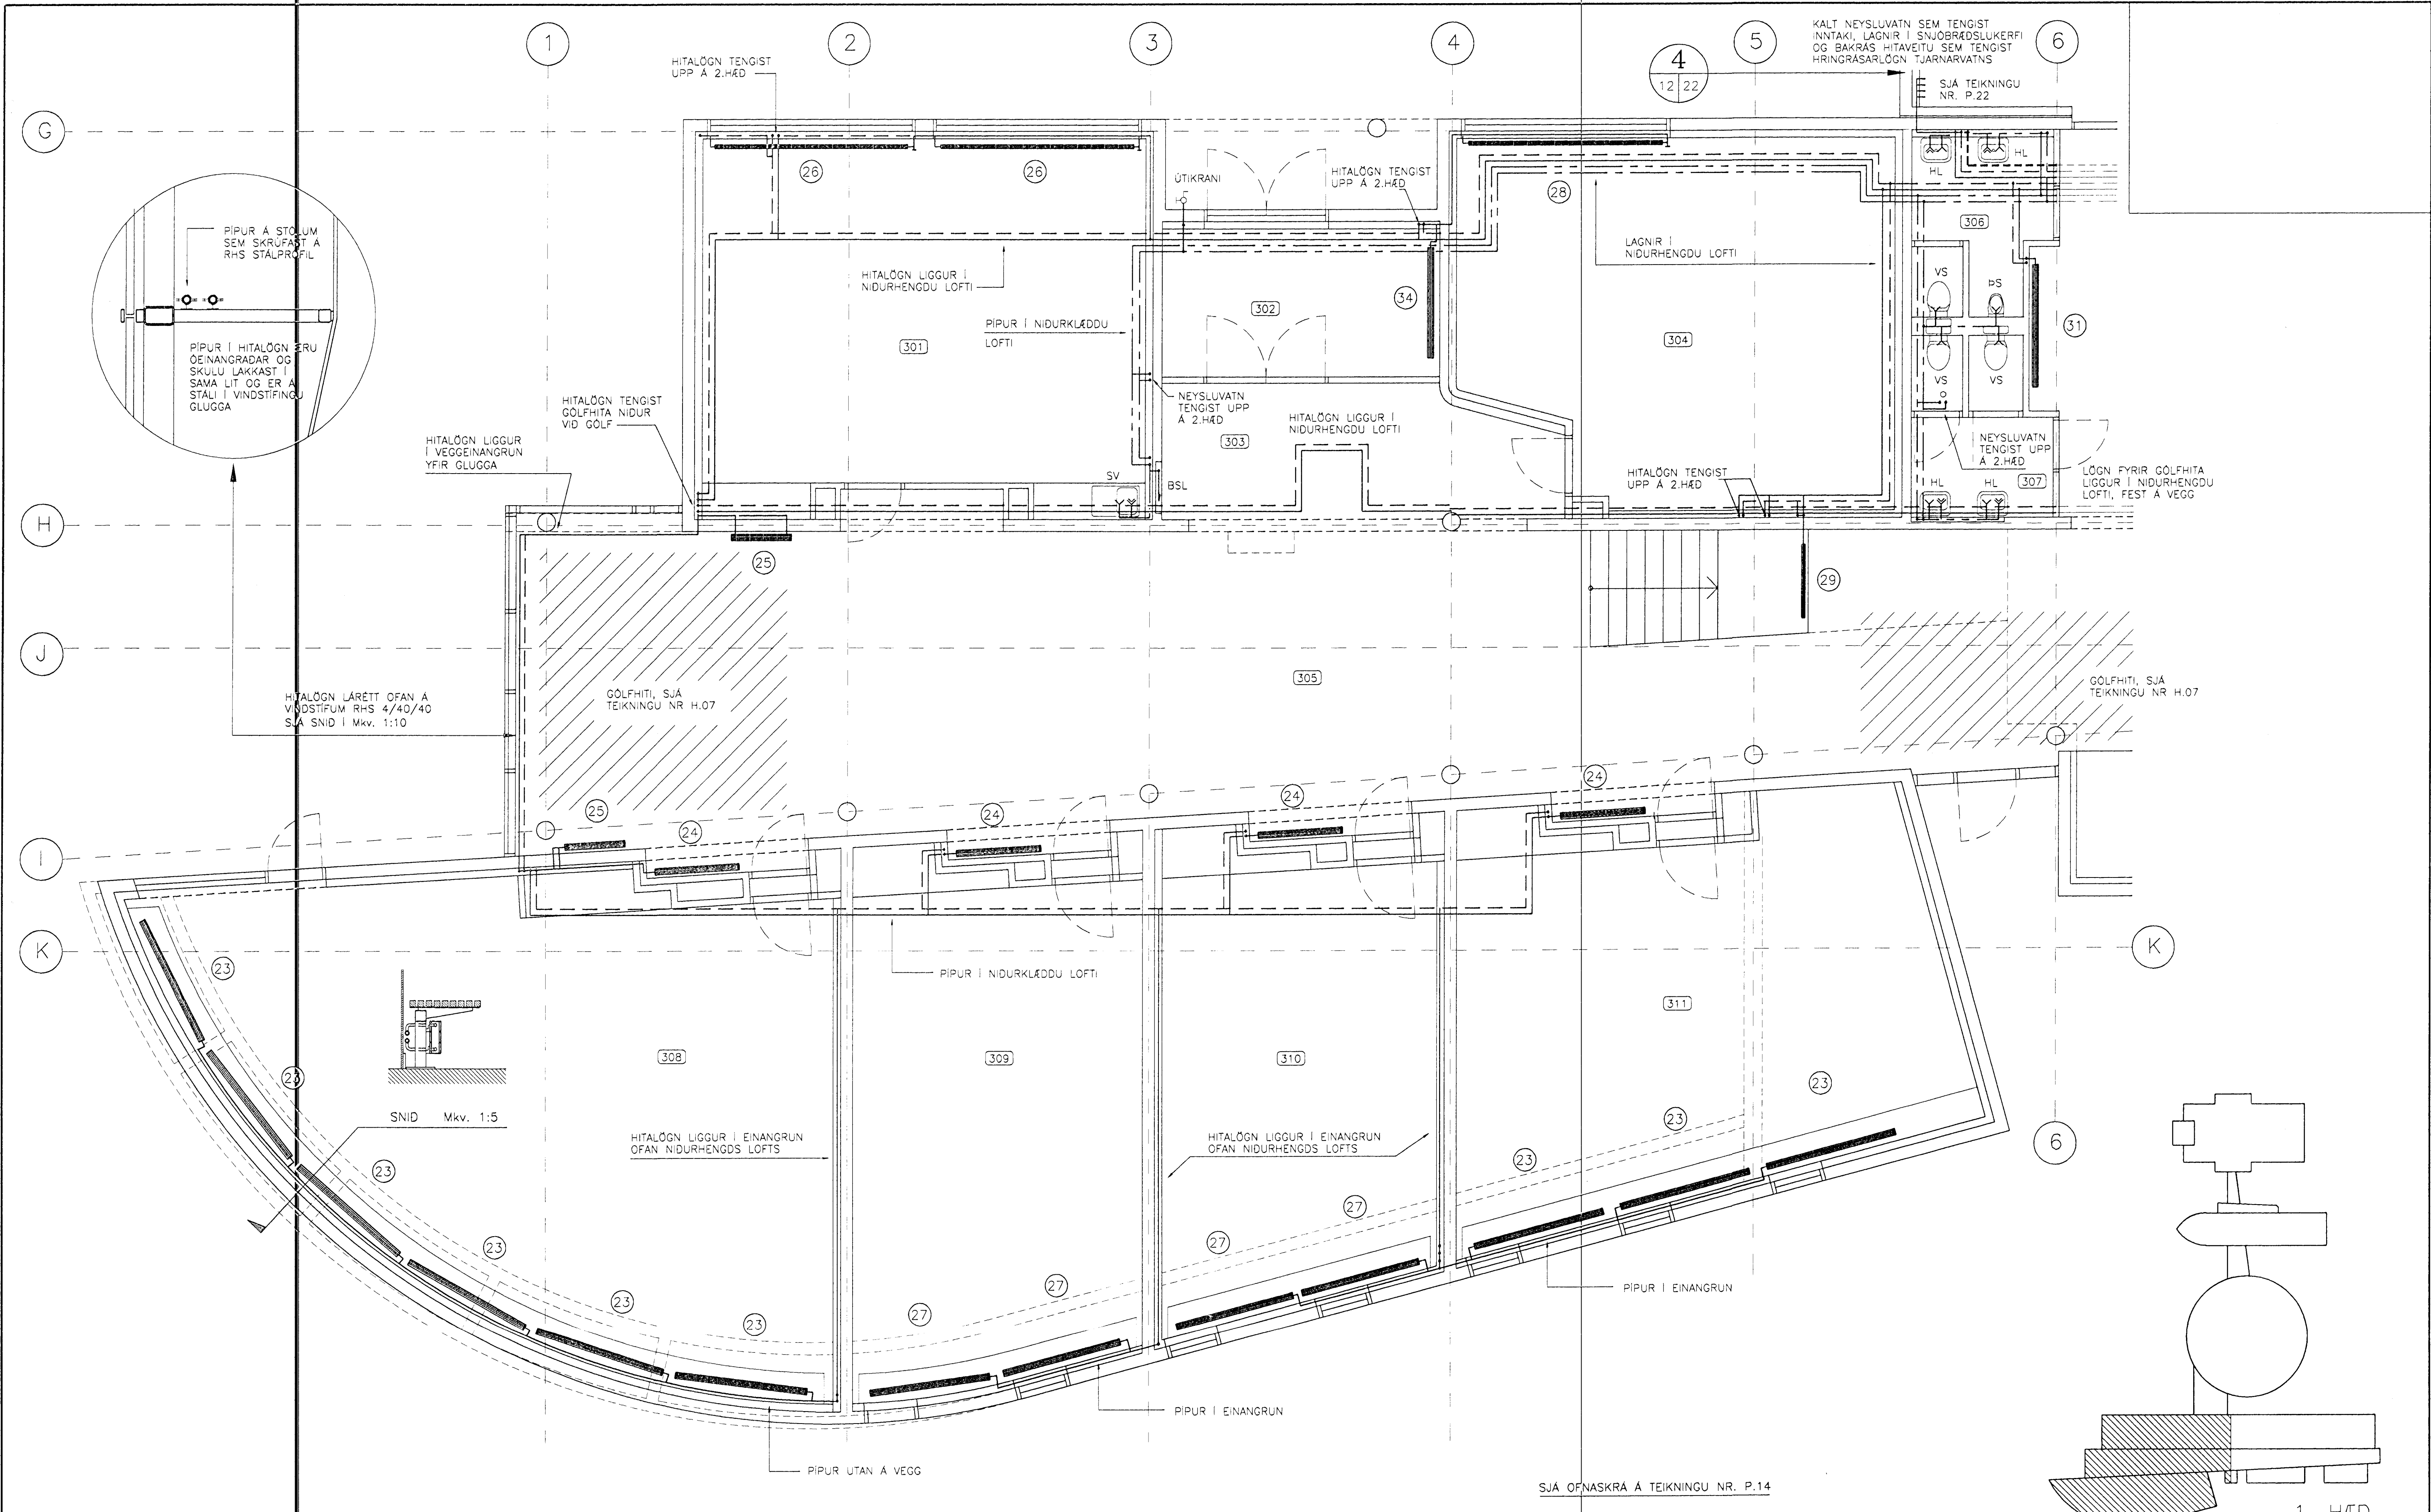 1
2
3
4
5
6
HITALÖGN TENGIST
UPP Á 2.HÆÐ
4
12 22
KALT NEYSLUVATN SEM TENGIST
INNTAKI, LAGNIR Í SNJÓBRÆÐSLUKERFI
OG BAKRÁS HITAVEITU SEM TENGIST
HRINGRÁSARLÖGN TJARNARVATNS
SJÁ TEIKNINGU
NR. P.22
G
26
26
ÚTIKRANI
HITALÖGN TENGIST
UPP Á 2.HÆÐ
28
HL
HL
306
PÍPUR Á STÓLUM
SEM SKRÚFAST Á
RHS STÁLPRÓFIL
PÍPUR Í HITALÖGN ERU
ÓEINANGRAÐAR OG
SKULU LAKKAST Í
SAMA LIT OG ER Á
STÁLI Í VINDSTÍFINGU
GLUGGA
HITALÖGN LIGGUR Í
NIÐURHENGDU LOFTI
LAGNIR Í
NIÐURHENGDU LOFTI
VS
ÞS
34
302
31
PÍPUR Í NIÐURKLÆDDU
LOFTI
301
304
VS
VS
HITALÖGN TENGIST
GÓLFHITA NIÐUR
VIÐ GÓLF
NEYSLUVATN
TENGIST UPP
Á 2.HÆÐ
HITALÖGN LIGGUR Í
NIÐURHENGDU LOFTI
303
HITALÖGN LIGGUR
Í VEGGEINANGRUN
YFIR GLUGGA
NEYSLUVATN
TENGIST UPP
Á 2.HÆÐ
SV
BSL
HITALÖGN TENGIST
UPP Á 2.HÆÐ
HL
HL
307
LÖGN FYRIR GÓLFHITA
LIGGUR Í NIÐURHENGDU
LOFTI, FEST Á VEGG
H
25
29
J
305
HITALÖGN LÁRÉTT OFAN Á
VINDSTÍFUM RHS 4/40/40
SJÁ SNIÐ Í Mkv. 1:10
GÓLFHITI, SJÁ
TEIKNINGU NR H.07
GÓLFHITI, SJÁ
TEIKNINGU NR H.07
25
24
24
24
24
I
K
K
23
PÍPUR Í NIÐURKLÆDDU LOFTI
308
309
310
311
23
23
SNIÐ Mkv. 1:5
HITALÖGN LIGGUR Í EINANGRUN
OFAN NIÐURHENGDS LOFTS
HITALÖGN LIGGUR Í EINANGRUN
OFAN NIÐURHENGDS LOFTS
23
23
23
6
27
27
23
23
23
27
27
PÍPUR Í EINANGRUN
PÍPUR Í EINANGRUN
PÍPUR UTAN Á VEGG
SJÁ OFNASKRÁ Á TEIKNINGU NR. P.14
1. HÆÐ